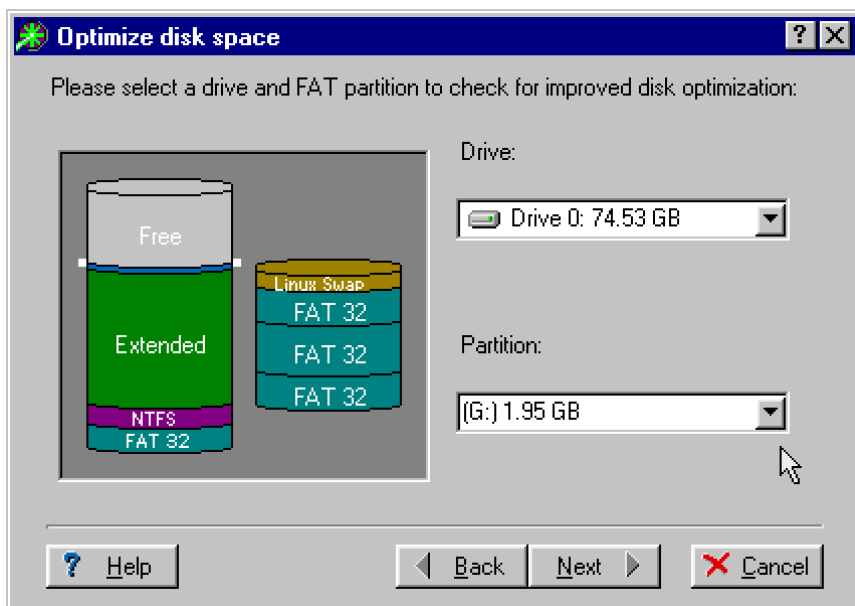 Optimize disk space
Please select a drive and FAT partition to check for improved disk optimization:
Drive:
Drive 0: 74.53 GB
Free
Linux Swap
FAT 32
Extended
FAT 32
FAT 32
NTFS
FAT 32
Partition:
(G:) 1.95 GB
? Help
Back
Next
Cancel